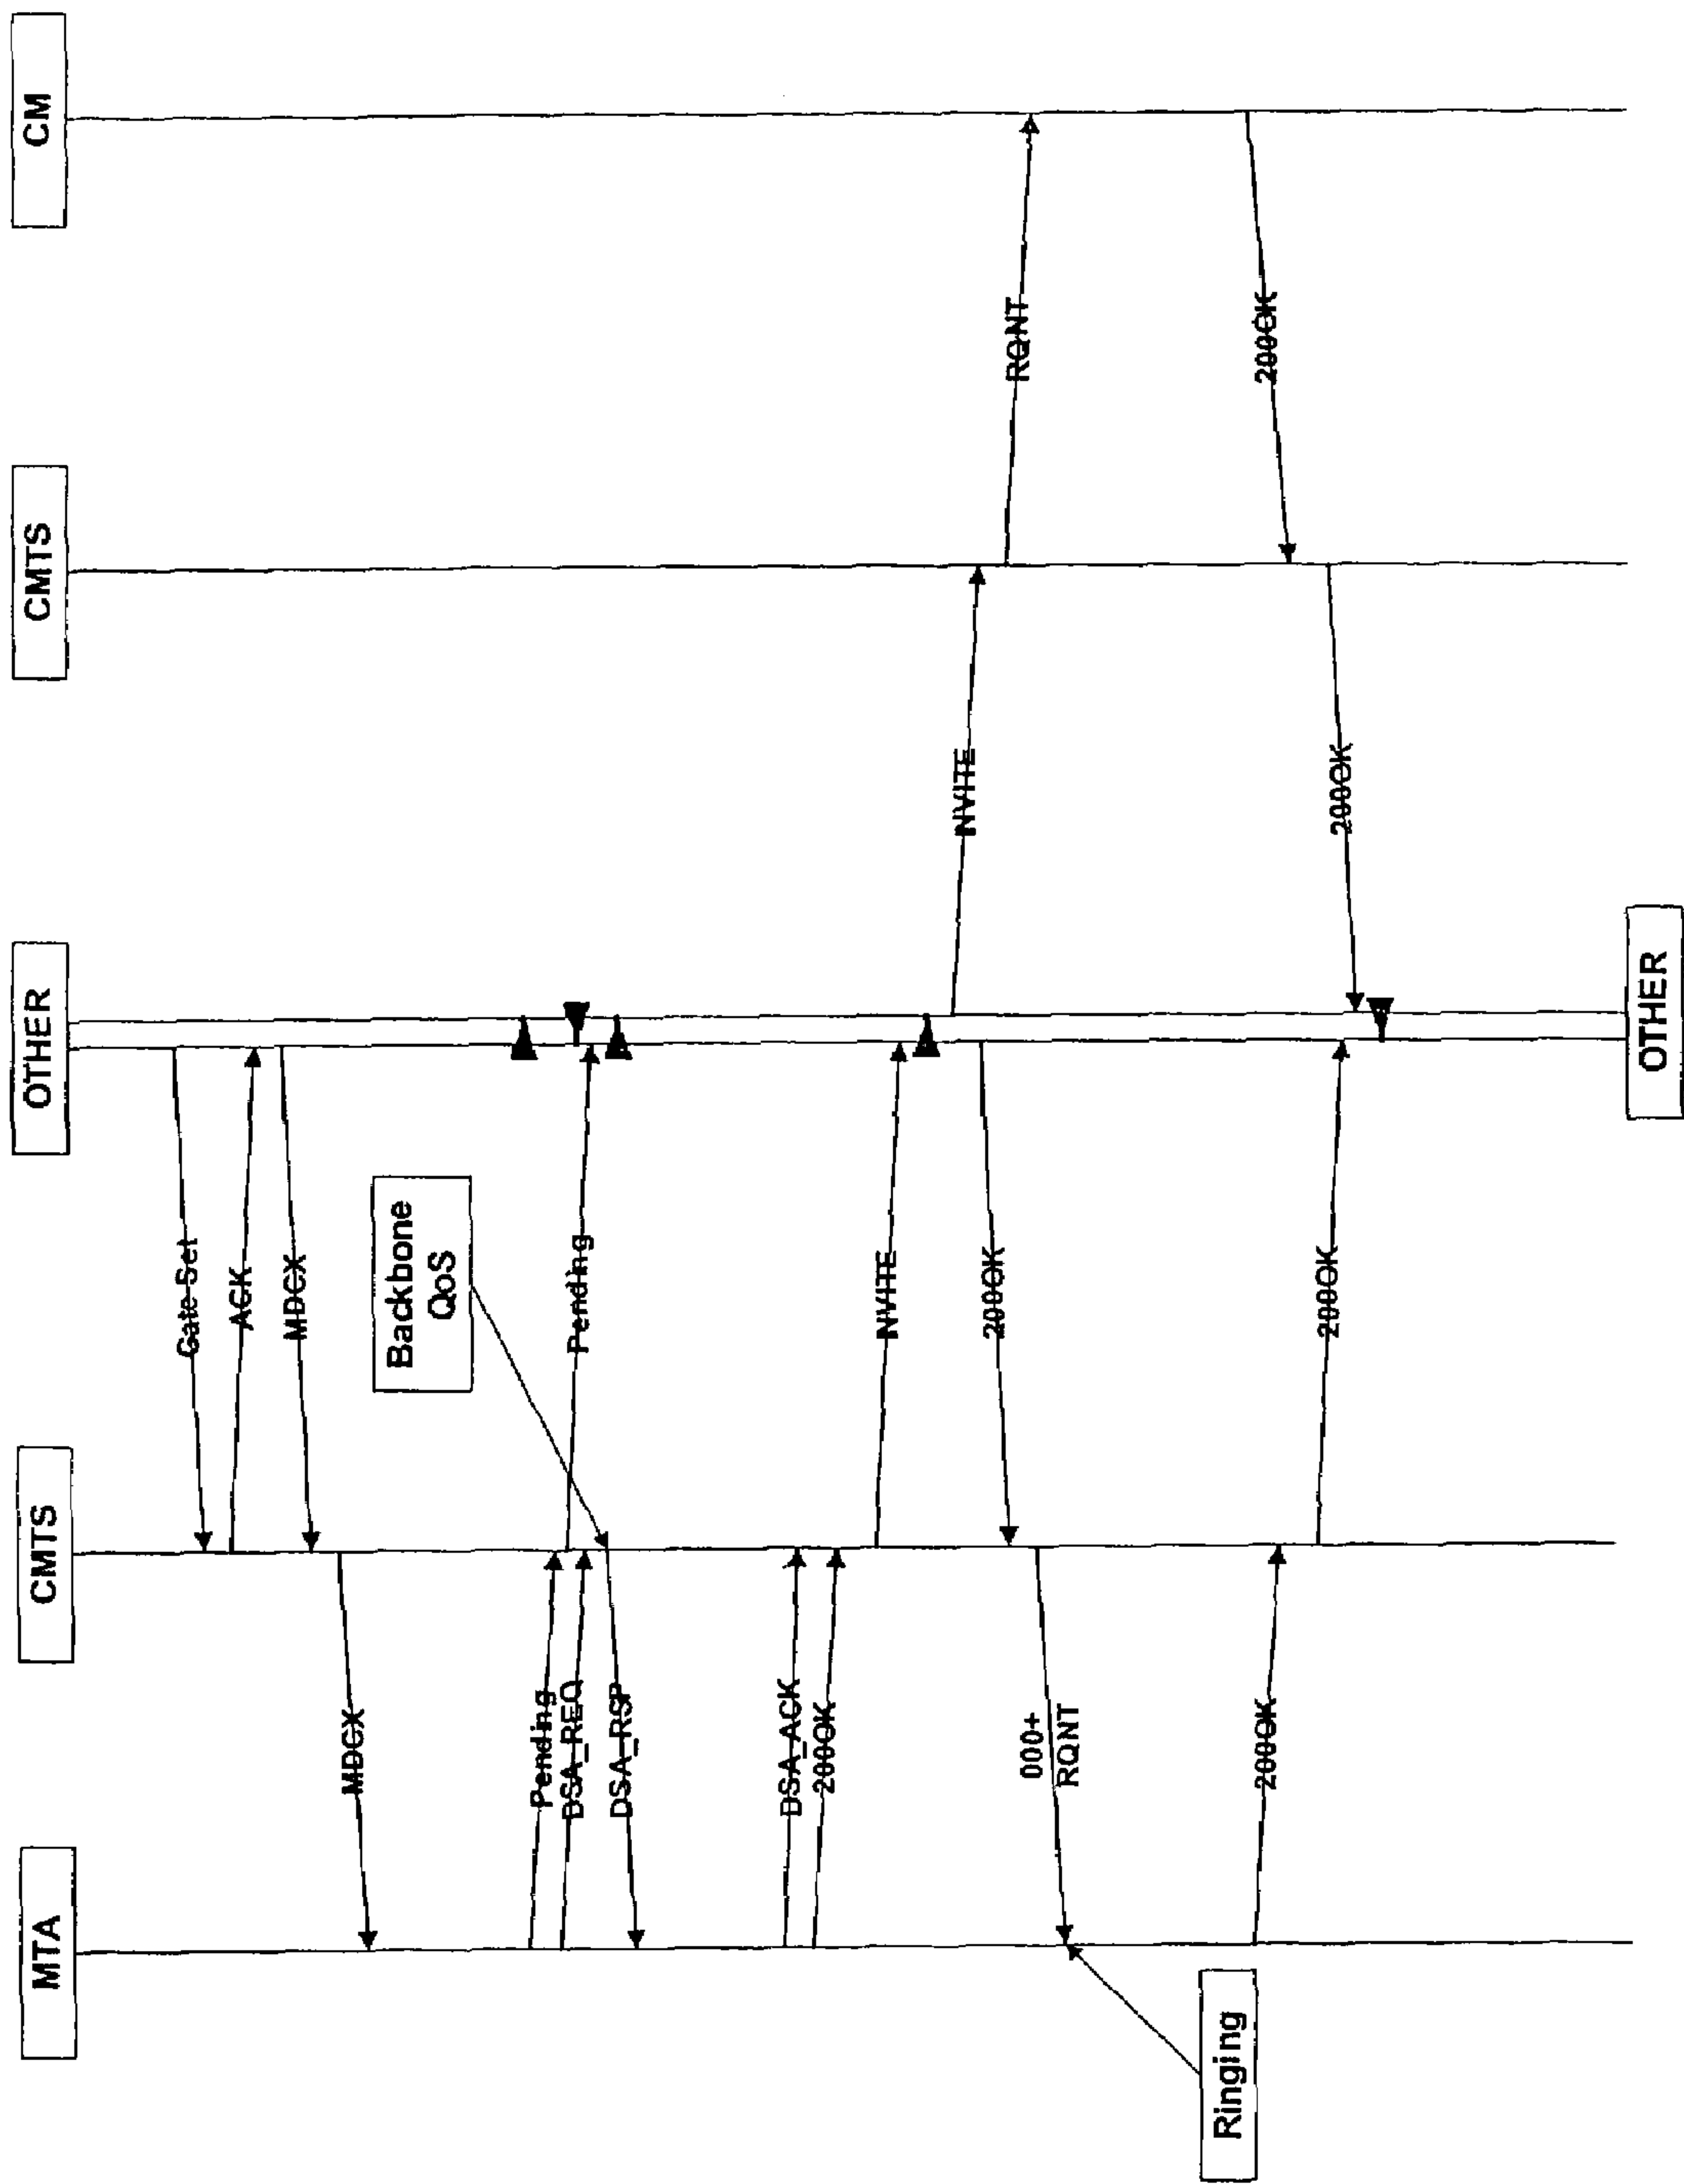 MTA
CMTS
OTHER
CMTS
CM
Gate-Set
ACK
MDCX
MDCX
Backbone
QoS
Pending
DSA_REQ
Pending
DSA_RSP
DSA_ACK
200OK
NVITE
NVITE
200OK
RQNT
000+
RQNT
Ringing
200OK
200OK
200OK
200OK
OTHER